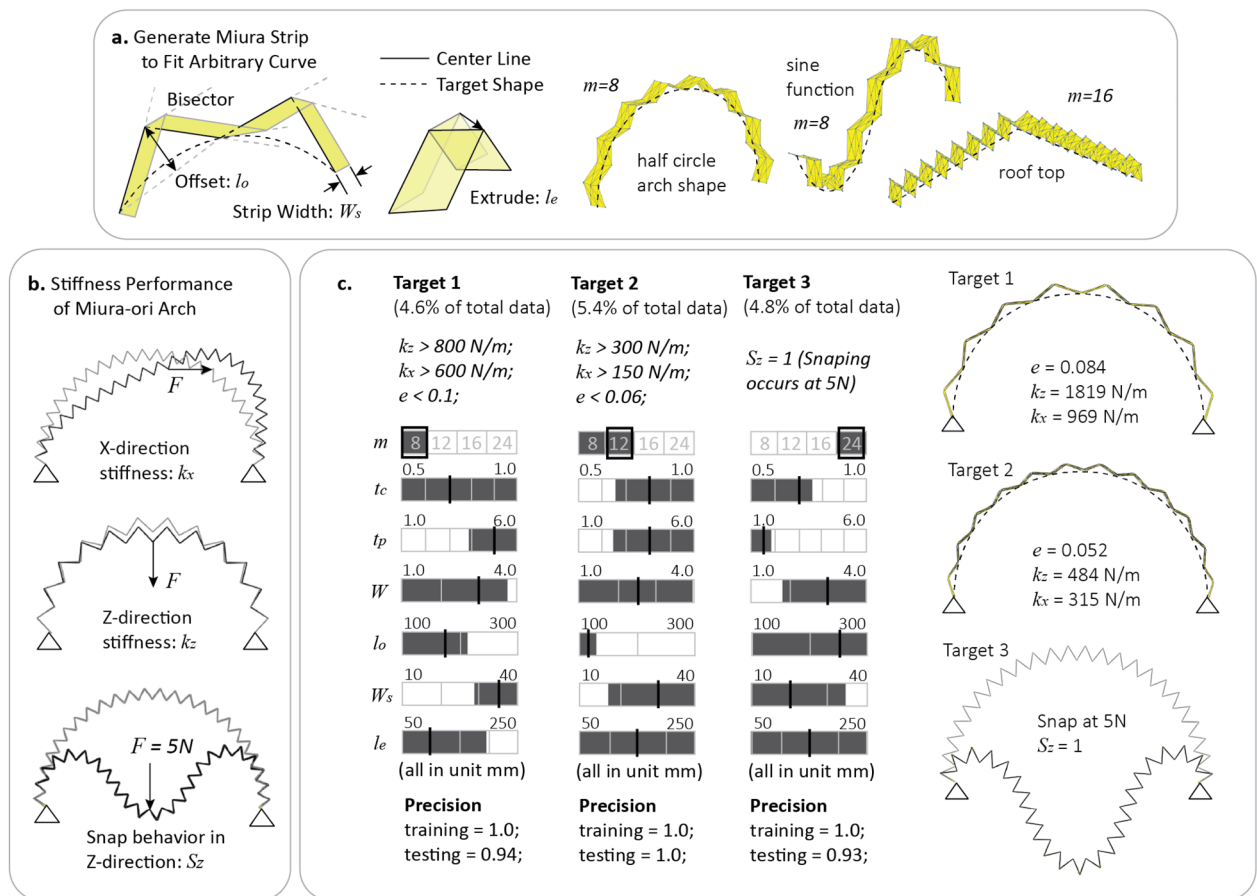 a. Generate Miura Strip
to Fit Arbitrary Curve
Bisector
Offset: lo
Strip Width: Ws
Center Line
Target Shape
Extrude: le
m=8
half circle
arch shape
sine
function
m=8
m=16
roof top
b. Stiffness Performance
of Miura-ori Arch
F
X-direction
stiffness: kx
F
Z-direction
stiffness: kz
F = 5N
Snap behavior in
Z-direction: Sz
c.
Target 1
(4.6% of total data)
kz > 800 N/m;
kx > 600 N/m;
e < 0.1;
Target 2
(5.4% of total data)
kz > 300 N/m;
kx > 150 N/m;
e < 0.06;
Target 3
(4.8% of total data)
Sz = 1 (Snaping
occurs at 5N)
m 8 12 16 24 8 12 16 24 8 12 16 24
0.5 1.0 0.5 1.0 0.5 1.0
tc
1.0 6.0 1.0 6.0 1.0 6.0
tp
1.0 4.0 1.0 4.0 1.0 4.0
W
100 300 100 300 100 300
lo
10 40 10 40 10 40
Ws
50 250 50 250 50 250
le
(all in unit mm) (all in unit mm) (all in unit mm)
Precision
training = 1.0;
testing = 0.94;
Precision
training = 1.0;
testing = 1.0;
Precision
training = 1.0;
testing = 0.93;
Target 1
e = 0.084
kz = 1819 N/m
kx = 969 N/m
Target 2
e = 0.052
kz = 484 N/m
kx = 315 N/m
Target 3
Snap at 5N
Sz = 1